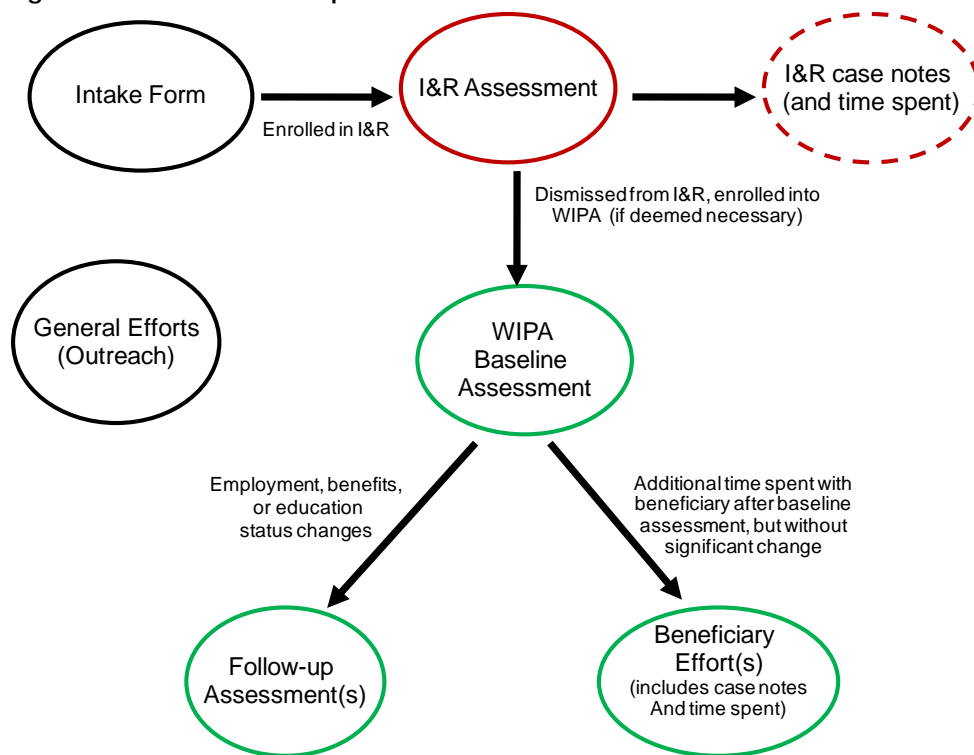 Intake Form
Enrolled in I&R
I&R Assessment
I&R case notes
(and time spent)
Dismissed from I&R, enrolled into
WIPA (if deemed necessary)
General Efforts
(Outreach)
WIPA
Baseline
Assessment
Employment, benefits,
or education
status changes
Additional time spent with
beneficiary after baseline
assessment, but without
significant change
Follow-up
Assessment(s)
Beneficiary
Effort(s)
(includes case notes
And time spent)